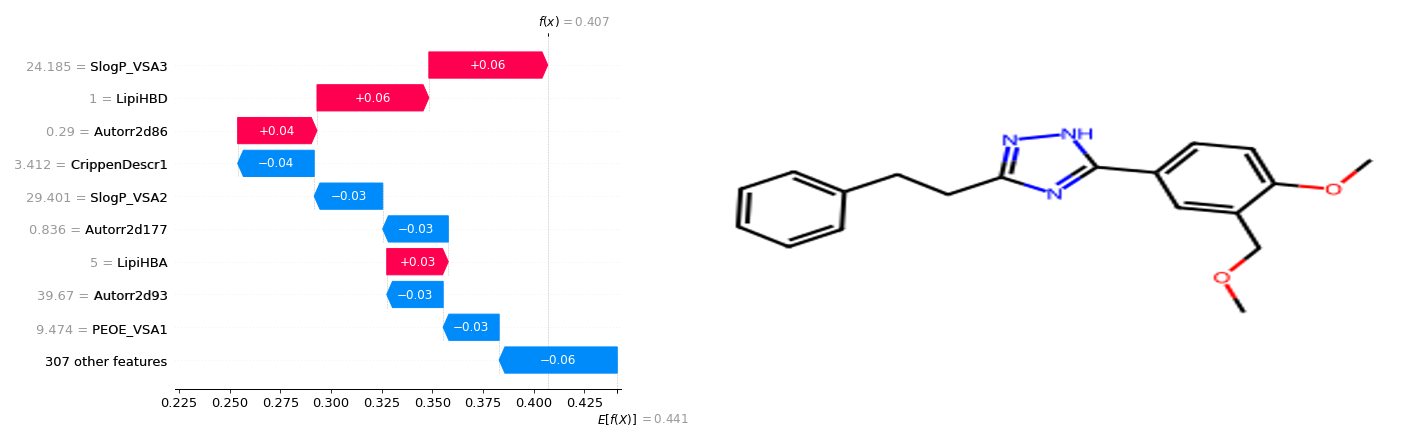 f(x) = 0.407
24.185 = SlogP_VSA3 +0.06
1 = LipiHBD +0.06
0.29 = Autorr2d86 +0.04
3.412 = CrippenDescr1 −0.04
29.401 = SlogP_VSA2 −0.03
0.836 = Autorr2d177 −0.03
5 = LipiHBA +0.03
39.67 = Autorr2d93 −0.03
9.474 = PEOE_VSA1 −0.03
307 other features −0.06
0.225 0.250 0.275 0.300 0.325 0.350 0.375 0.400 0.425
E[f(X)] = 0.441
N NH
N
O
O